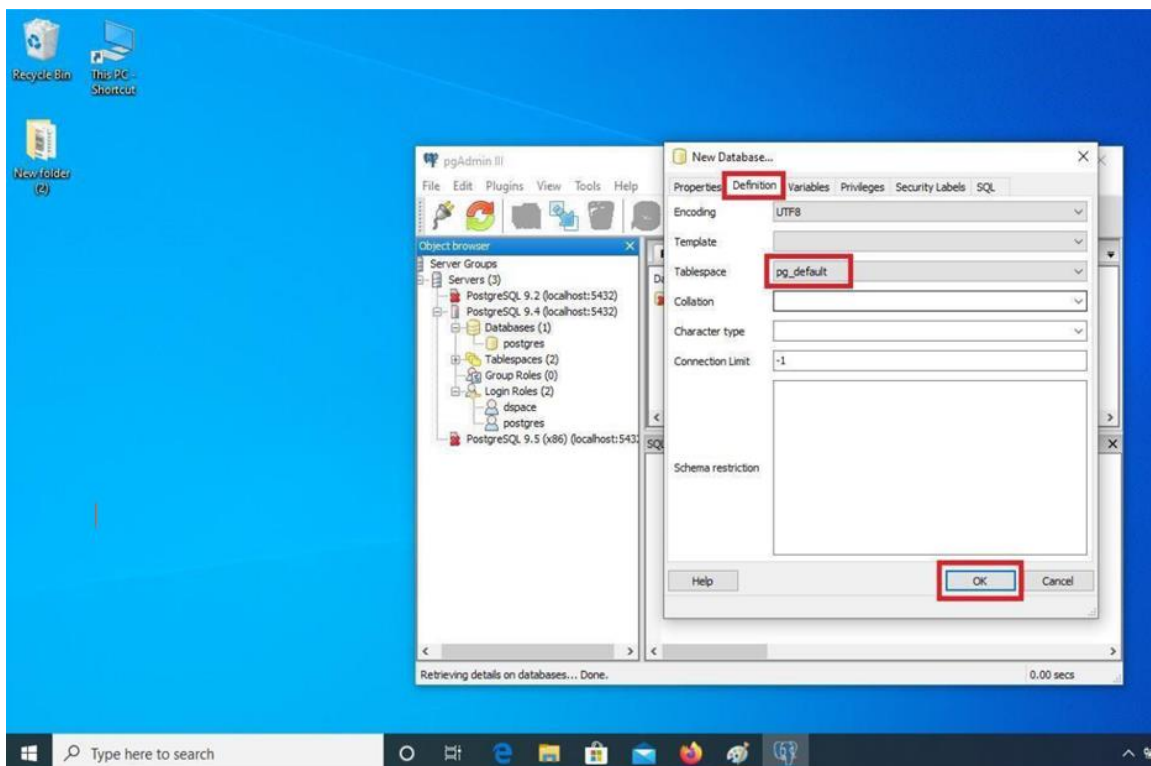 Recycle Bin
This PC -
Shortcut
New folder
(2)
pgAdmin III
File Edit Plugins View Tools Help
Object browser
Server Groups
Servers (3)
PostgreSQL 9.2 (localhost:5432)
PostgreSQL 9.4 (localhost:5432)
Databases (1)
postgres
Tablespaces (2)
Group Roles (0)
Login Roles (2)
dspace
postgres
PostgreSQL 9.5 (x86) (localhost:543
SQL
New Database...
Properties Definition Variables Privileges Security Labels SQL
Encoding UTF8
Template
Tablespace pg_default
Collation
Character type
Connection Limit -1
Schema restriction
Help OK Cancel
Retrieving details on databases... Done. 0.00 secs
Type here to search